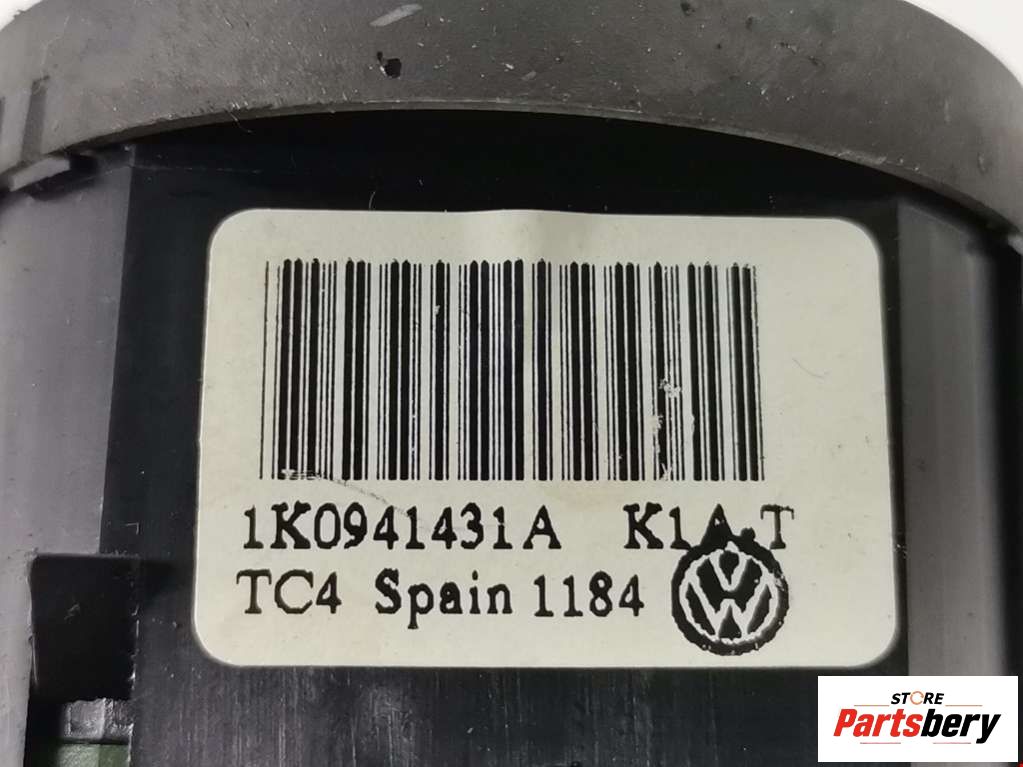 1K0941431A K1A.T
TC4 Spain 1184
STORE
Partsbery